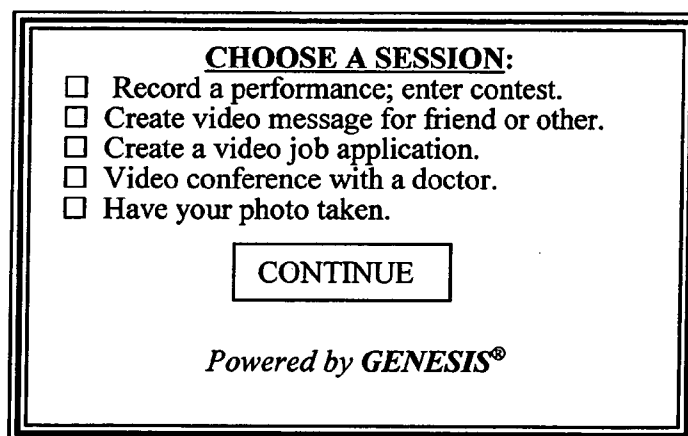 CHOOSE A SESSION:
☐ Record a performance; enter contest.
☐ Create video message for friend or other.
☐ Create a video job application.
☐ Video conference with a doctor.
☐ Have your photo taken.
CONTINUE
Powered by GENESIS®